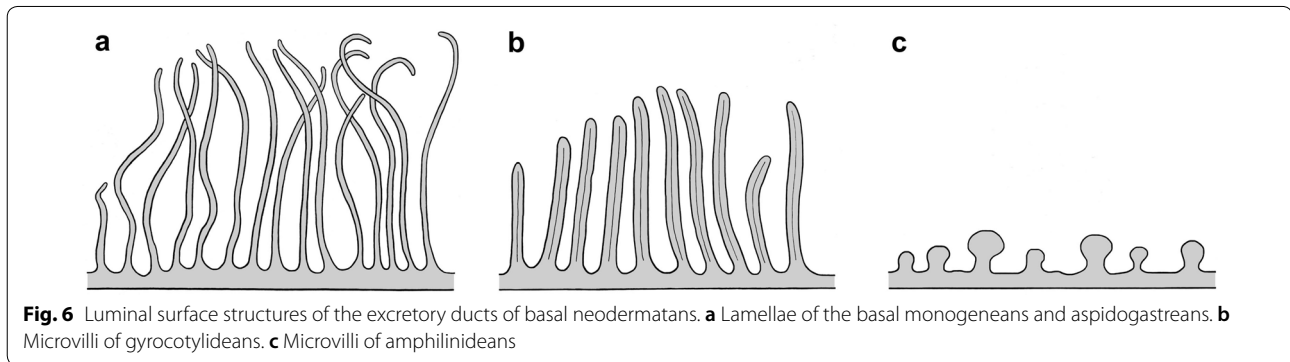 a
b
c
Fig. 6 Luminal surface structures of the excretory ducts of basal neodermatans. a Lamellae of the basal monogeneans and aspidogastreans. b
Microvilli of gyrocotylideans. c Microvilli of amphilinideans